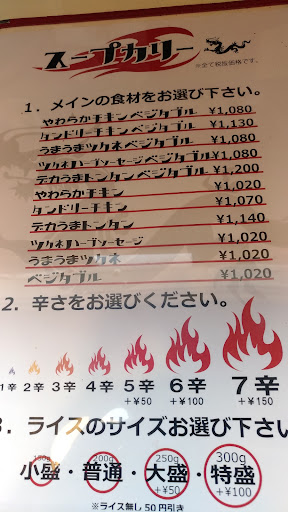 スープカリー
※全て税抜価格です。
1．メインの食材をお選び下さい。
やわらかチキンベジタブル ¥1,080
タンドリーチキンベジタブル ¥1,130
うまうまツクネベジタブル ¥1,080
ツクネハーブソーセージベジタブル ¥1,080
デカうまトンタンベジタブル ¥1,200
やわらかチキン ¥1,020
タンドリーチキン ¥1,070
デカうまトンタン ¥1,140
ツクネハーブソーセージ ¥1,020
うまうまツクネ ¥1,020
ベジタブル ¥1,020
2．辛さをお選びください。
1辛 2辛 3辛 4辛 5辛 6辛 7辛
+¥50 +¥100 +¥150
3．ライスのサイズお選び下さい
150g 200g 250g 300g
小盛・普通・大盛・特盛
+¥50 +¥100
※ライス無し50円引き